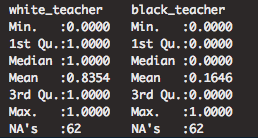 white_teacher    black_teacher
Min.   :0.0000   Min.   :0.0000
1st Qu.:1.0000   1st Qu.:0.0000
Median :1.0000   Median :0.0000
Mean   :0.8354   Mean   :0.1646
3rd Qu.:1.0000   3rd Qu.:0.0000
Max.   :1.0000   Max.   :1.0000
NA's   :62       NA's   :62